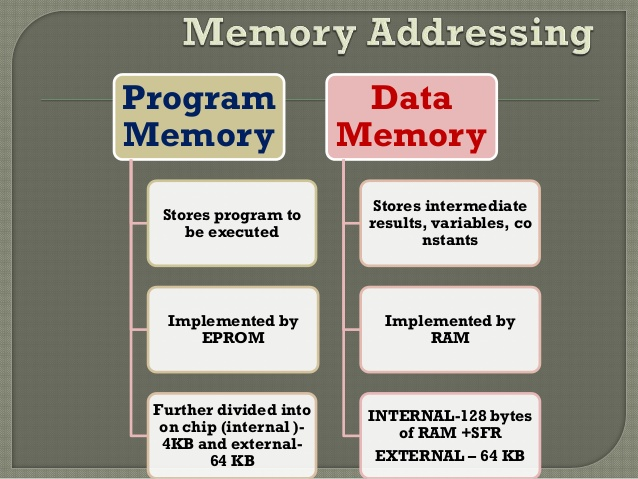 Memory Addressing
Program
Memory
Stores program to
be executed
Implemented by
EPROM
Further divided into
on chip (internal )-
4KB and external-
64 KB
Data
Memory
Stores intermediate
results, variables, co
nstants
Implemented by
RAM
INTERNAL-128 bytes
of RAM +SFR
EXTERNAL – 64 KB